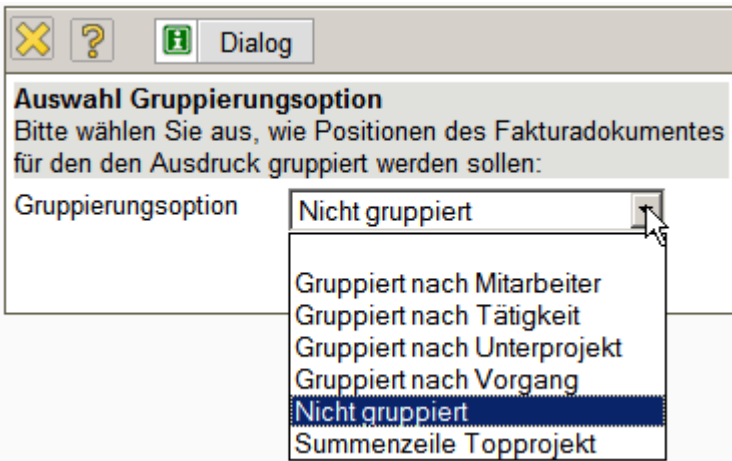 Dialog
Auswahl Gruppierungsoption
Bitte wählen Sie aus, wie Positionen des Fakturadokumentes
für den den Ausdruck gruppiert werden sollen:
Gruppierungsoption Nicht gruppiert
Gruppiert nach Mitarbeiter
Gruppiert nach Tätigkeit
Gruppiert nach Unterprojekt
Gruppiert nach Vorgang
Nicht gruppiert
Summenzeile Topprojekt